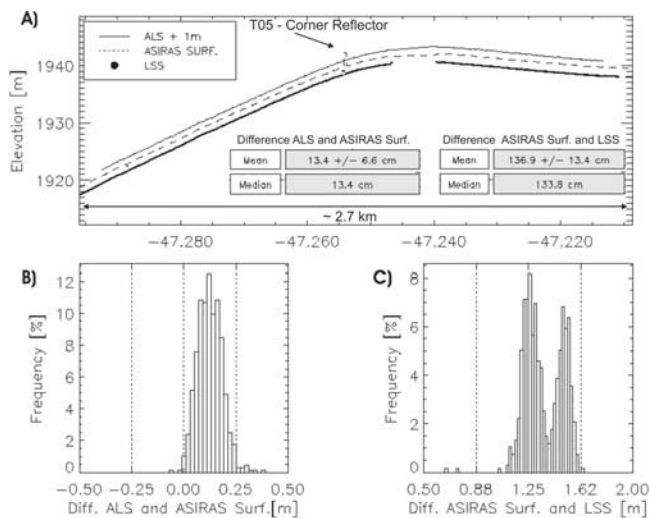 A)
T05 - Corner Reflector
ALS + 1m
ASIRAS SURF.
LSS
Elevation [m]
1940
1930
1920
Difference ALS and ASIRAS Surf.
Mean 13.4 +/- 6.6 cm
Median 13.4 cm
Difference ASIRAS Surf. and LSS
Mean 136.9 +/- 13.4 cm
Median 133.8 cm
~ 2.7 km
-47.280 -47.260 -47.240 -47.220
B)
Frequency [%]
12
10
8
6
4
2
0
-0.50 -0.25 0.00 0.25 0.50
Diff. ALS and ASIRAS Surf.[m]
C)
Frequency [%]
8
6
4
2
0
0.50 0.88 1.25 1.62 2.00
Diff. ASIRAS Surf. and LSS [m]